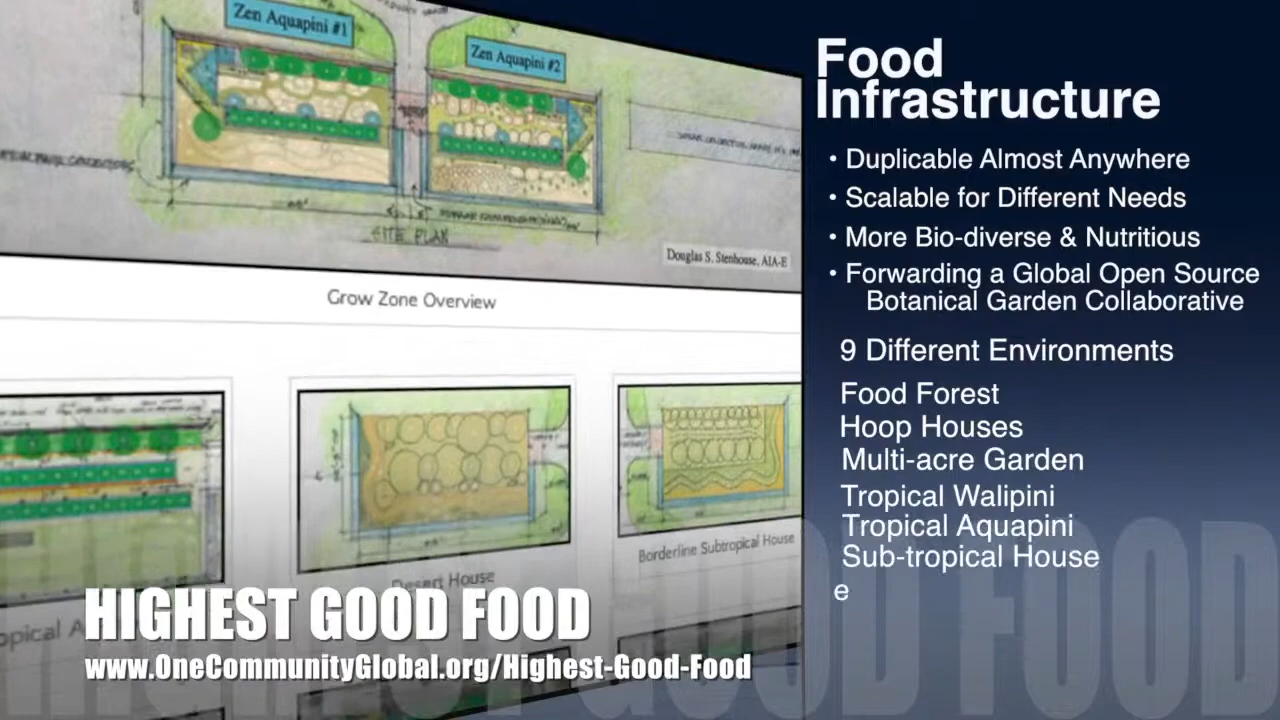 Zen Aquapini #1
Zen Aquapini #2
SITE PLAN
Douglas S. Stenhouse, AIA-E
Grow Zone Overview
Desert House
Borderline Subtropical House
HIGHEST GOOD FOOD
www.OneCommunityGlobal.org/Highest-Good-Food
Food
Infrastructure
• Duplicable Almost Anywhere
• Scalable for Different Needs
• More Bio-diverse & Nutritious
• Forwarding a Global Open Source
Botanical Garden Collaborative
9 Different Environments
Food Forest
Hoop Houses
Multi-acre Garden
Tropical Walipini
Tropical Aquapini
Sub-tropical House
e
HIGHEST GOOD FOOD